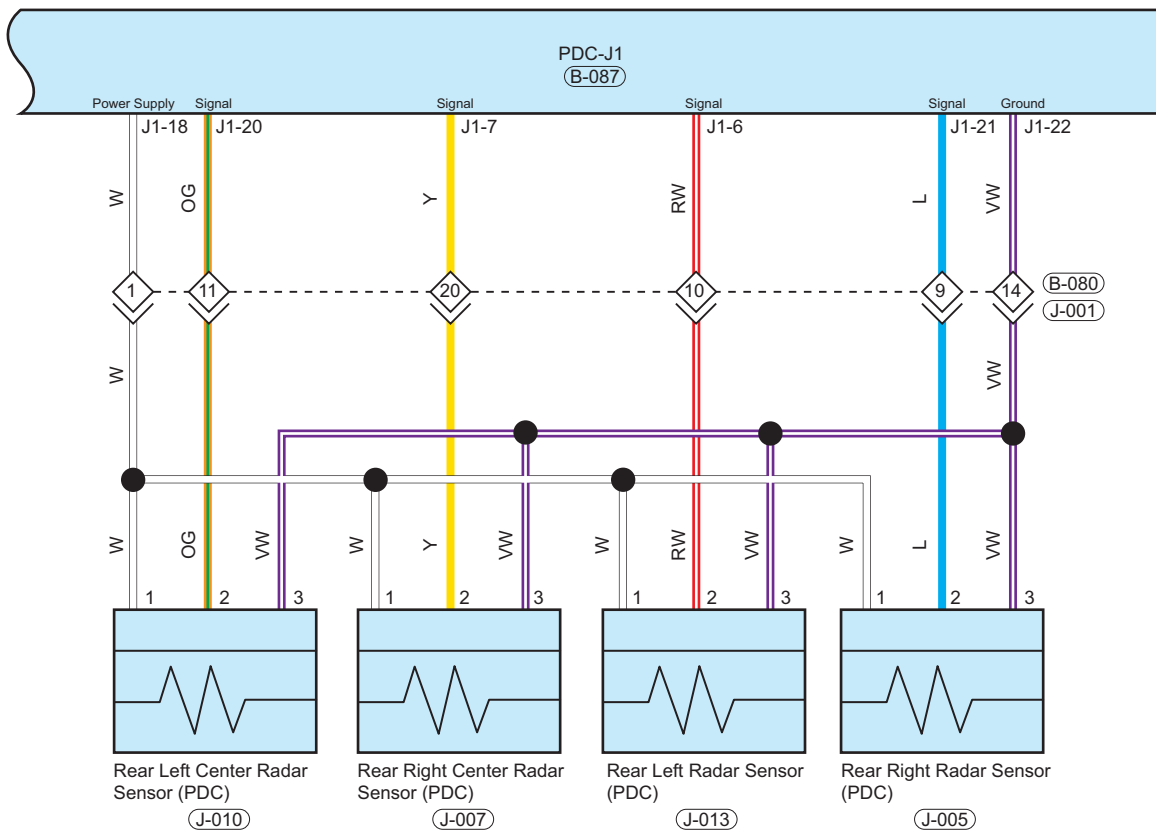 PDC-J1
B-087
Power Supply Signal Signal Signal Signal Ground
J1-18 J1-20 J1-7 J1-6 J1-21 J1-22
W OG Y RW L VW
1 11 20 10 9 14 B-080
J-001
W VW
W OG VW W Y VW W RW VW W L VW
1 2 3 1 2 3 1 2 3 1 2 3
Rear Left Center Radar
Sensor (PDC)
J-010
Rear Right Center Radar
Sensor (PDC)
J-007
Rear Left Radar Sensor
(PDC)
J-013
Rear Right Radar Sensor
(PDC)
J-005